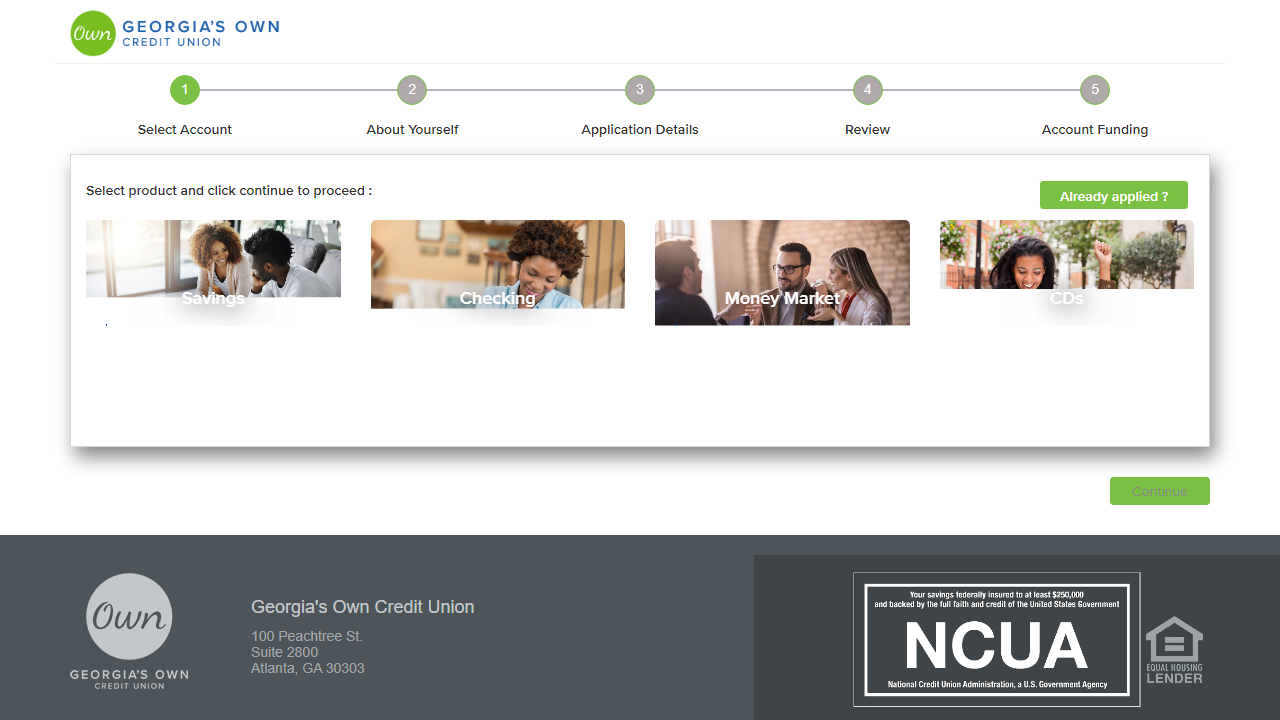 Own GEORGIA'S OWN
CREDIT UNION
1 2 3 4 5
Select Account About Yourself Application Details Review Account Funding
Select product and click continue to proceed :
Already applied ?
Savings Checking Money Market CDs
Continue
Own
GEORGIA'S OWN
CREDIT UNION
Georgia's Own Credit Union
100 Peachtree St.
Suite 2800
Atlanta, GA 30303
Your savings federally insured to at least $250,000
and backed by the full faith and credit of the United States Government
NCUA
National Credit Union Administration, a U.S. Government Agency
EQUAL HOUSING
LENDER